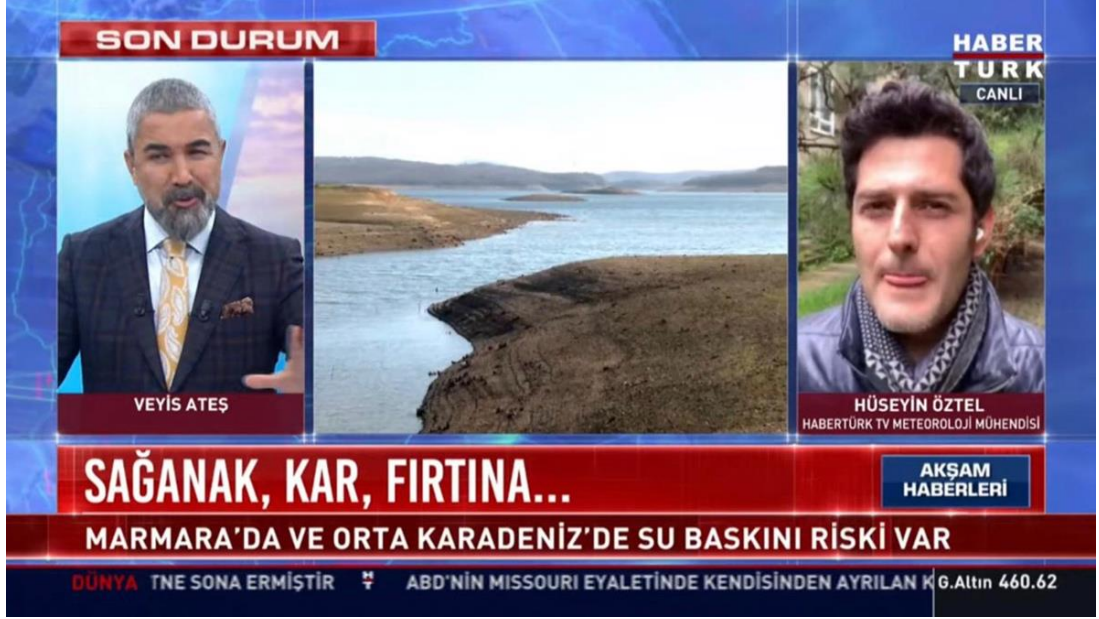 SON DURUM
HABER
TÜRK
CANLI
VEYİS ATEŞ
HÜSEYİN ÖZTEL
HABERTÜRK TV METEOROLOJİ MÜHENDİSİ
SAĞANAK, KAR, FIRTINA...
AKŞAM
HABERLERİ
MARMARA'DA VE ORTA KARADENİZ'DE SU BASKINI RİSKİ VAR
DÜNYA TNE SONA ERMİŞTİR HT ABD'NİN MISSOURI EYALETİNDE KENDİSİNDEN AYRILAN K G.Altın 460.62